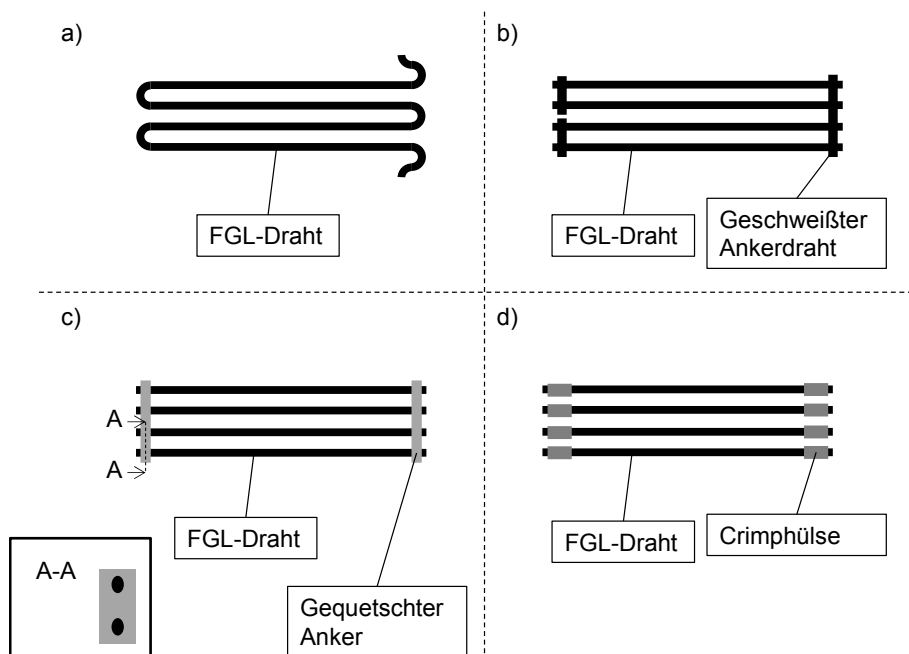 a)
FGL-Draht
b)
FGL-Draht
Geschweißter
Ankerdraht
c)
A
A
FGL-Draht
Gequetschter
Anker
A-A
d)
FGL-Draht
Crimphülse